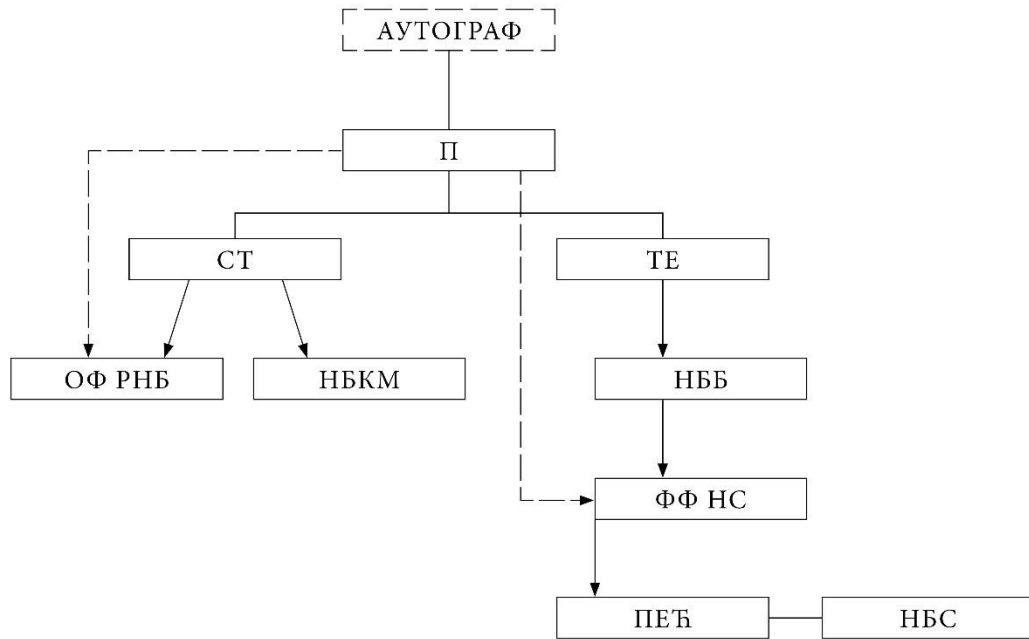 АУТОГРАФ
П
СТ
ТЕ
ОФ РНБ
НБКМ
НББ
ФФ НС
ПЕЋ
НБС